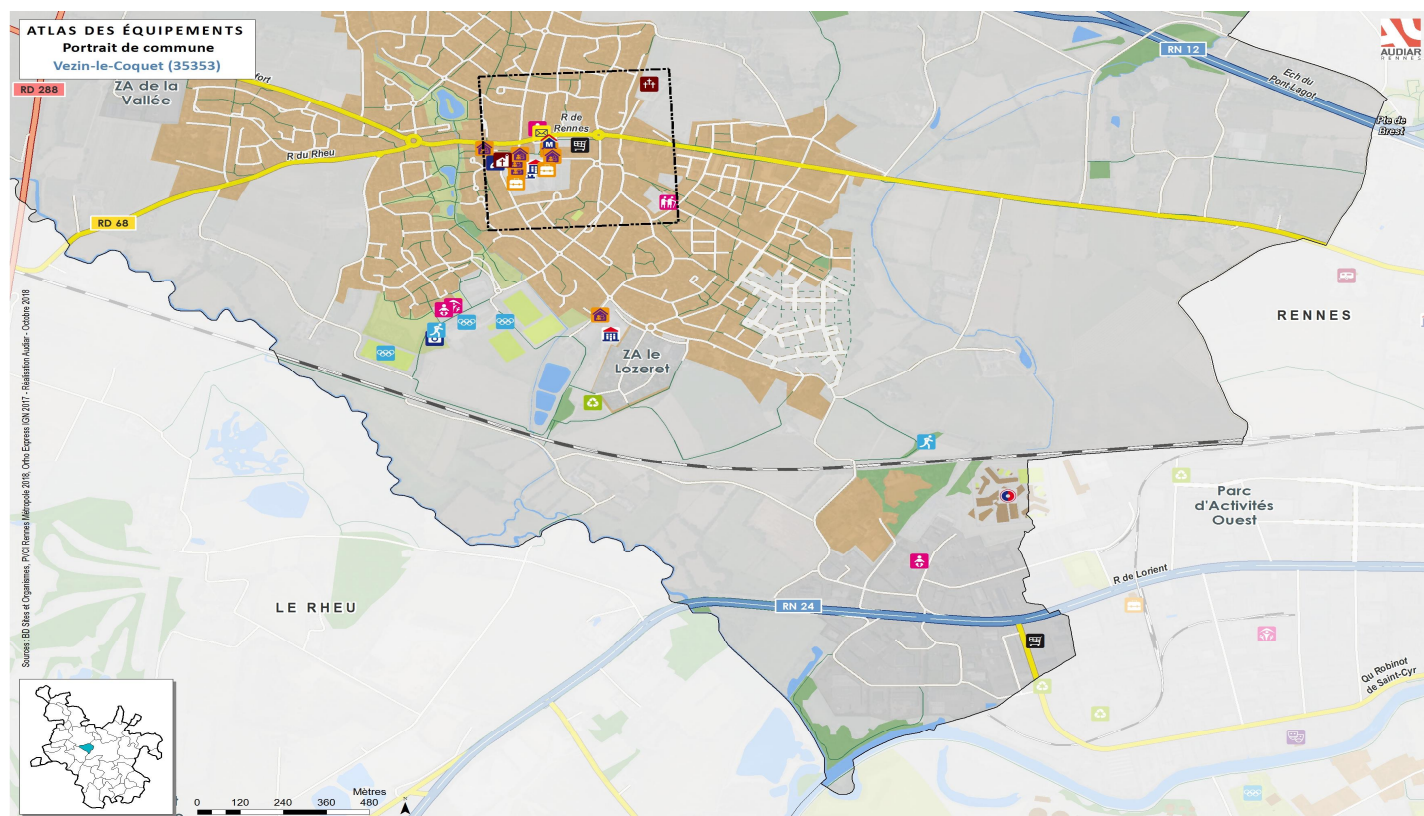 ATLAS DES ÉQUIPEMENTS
Portrait de commune
Vezin-le-Coquet (35353)
AUDIAR
RENNES
RN 12
Ech du
Pont Lagot
Pte de
Brest
RD 288
ZA de la
Vallée
R de
Rennes
M
R du Rheu
RD 68
RENNES
ZA le
Lozeret
Parc
d'Activités
Ouest
R de Lorient
LE RHEU
RN 24
Qu Robinot
de Saint-Cyr
Sources : BD Sites et Organismes, PVCI Rennes Métropole 2018, Ortho Express IGN 2017 - Réalisation Audiar - Octobre 2018
Mètres
0 120 240 360 480